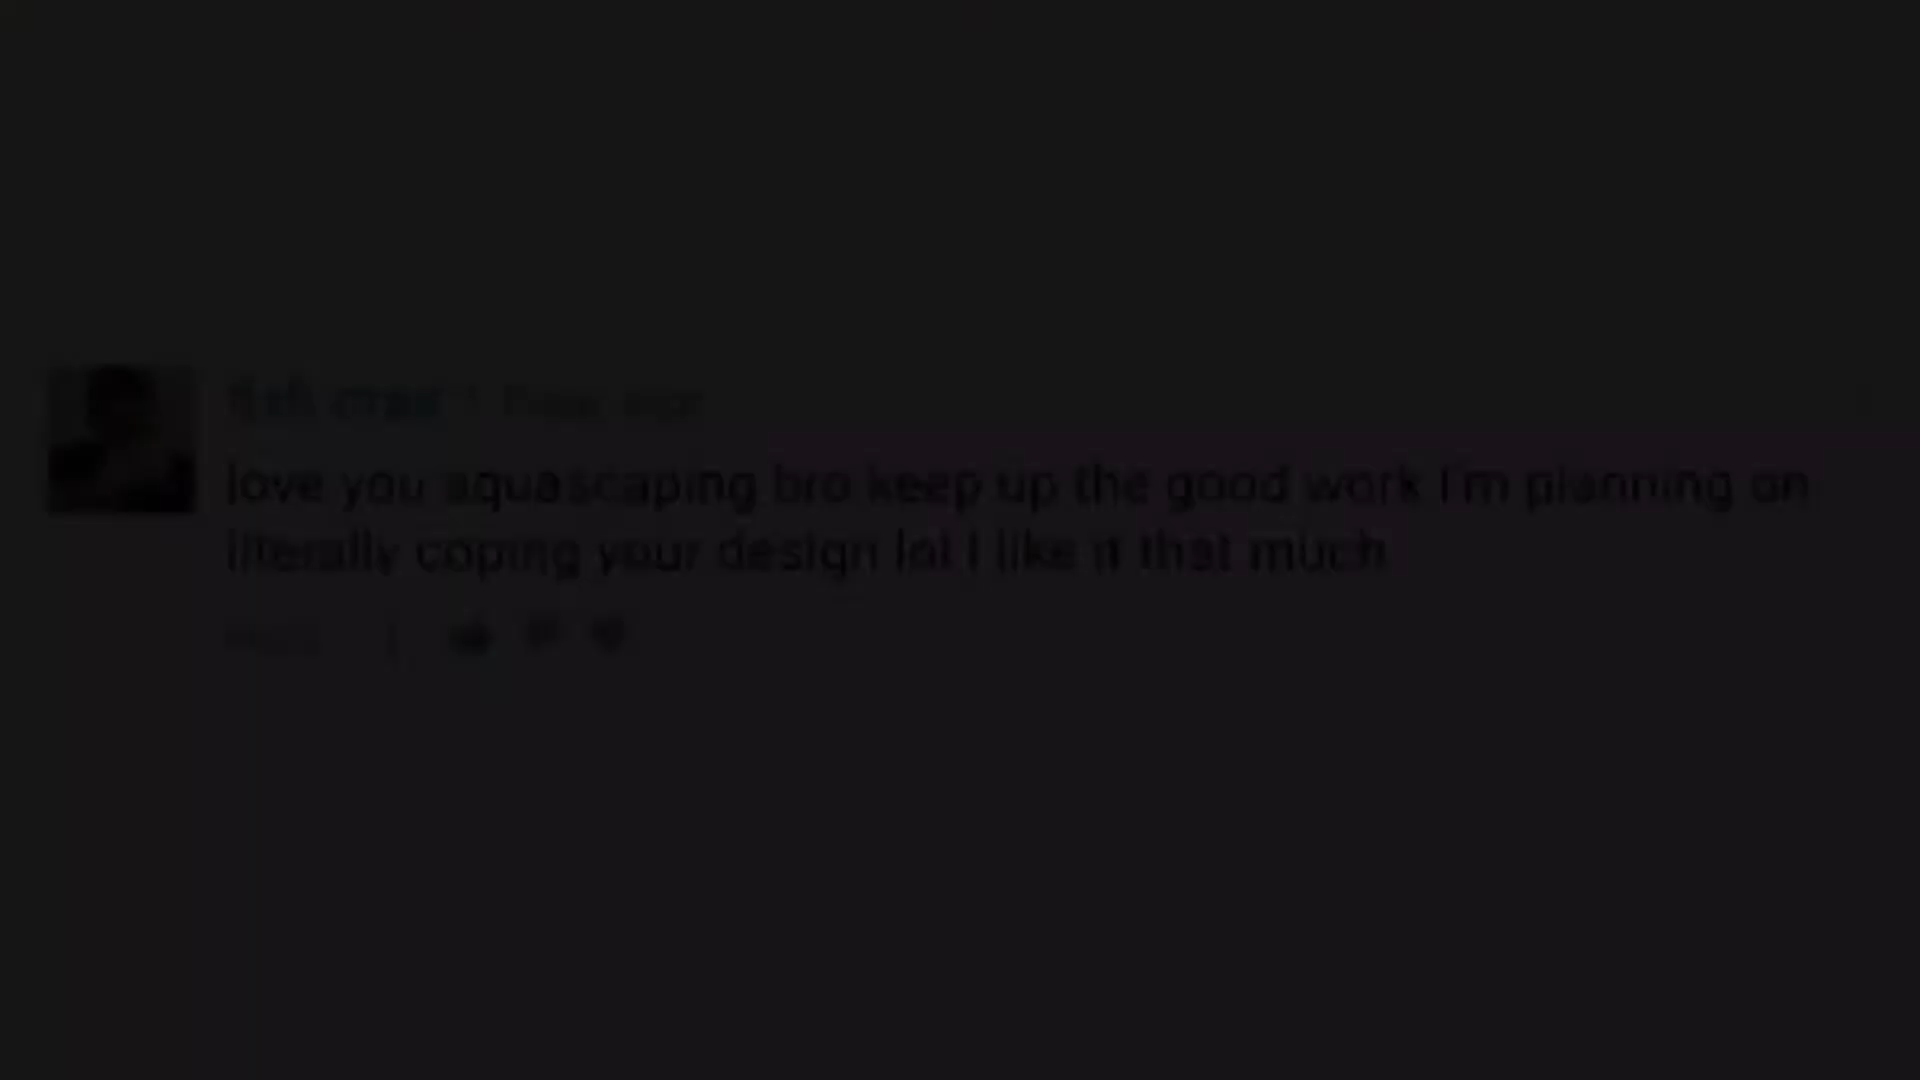 love you aquascaping bro keep up the good work I'm planning on
literally coping your design lol I like it that much